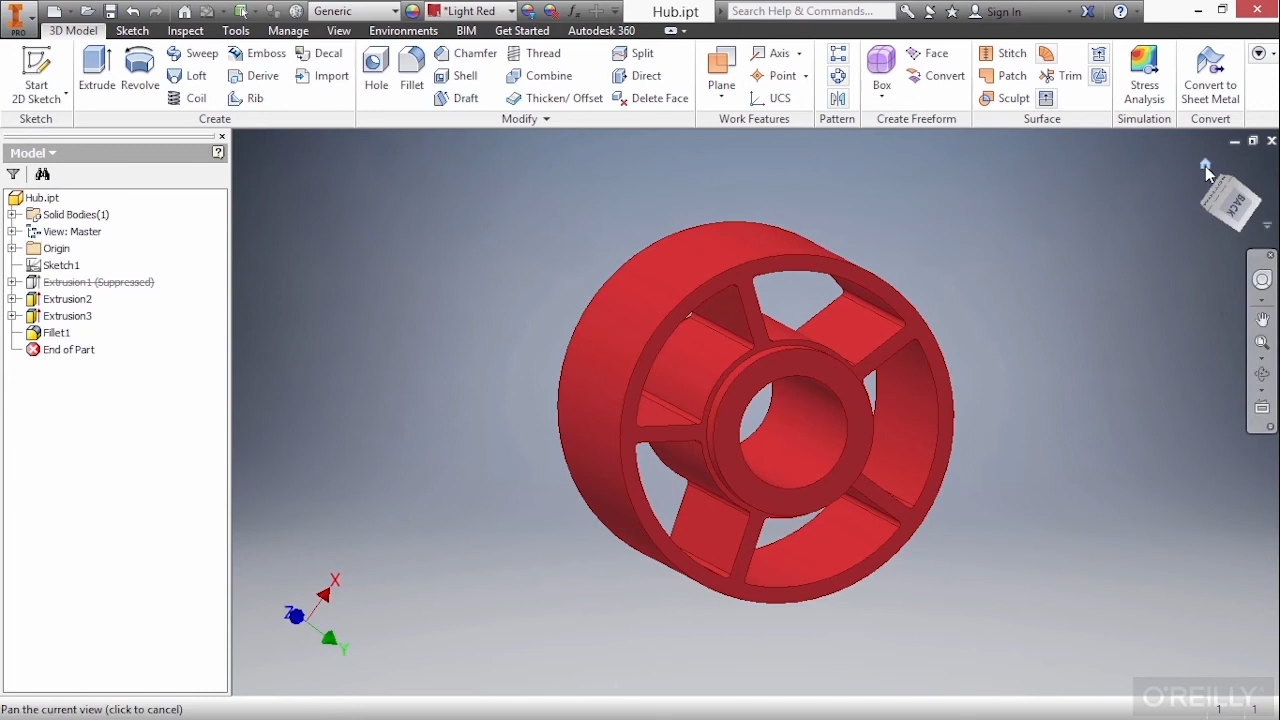 PRO
Generic
*Light Red
fx
Hub.ipt
Search Help & Commands...
Sign In
3D Model Sketch Inspect Tools Manage View Environments BIM Get Started Autodesk 360
Start
2D Sketch
Extrude
Revolve
Sweep
Loft
Coil
Emboss
Derive
Rib
Decal
Import
Hole
Fillet
Chamfer
Shell
Draft
Thread
Combine
Thicken/ Offset
Split
Direct
Delete Face
Plane
Axis
Point
UCS
Box
Face
Convert
Stitch
Patch
Sculpt
Trim
Stress
Analysis
Convert to
Sheet Metal
Sketch Create Modify Work Features Pattern Create Freeform Surface Simulation Convert
Model
Hub.ipt
Solid Bodies(1)
View: Master
Origin
Sketch1
Extrusion1 (Suppressed)
Extrusion2
Extrusion3
Fillet1
End of Part
BACK
X
Z
Y
O'REILLY
Pan the current view (click to cancel)
1 1